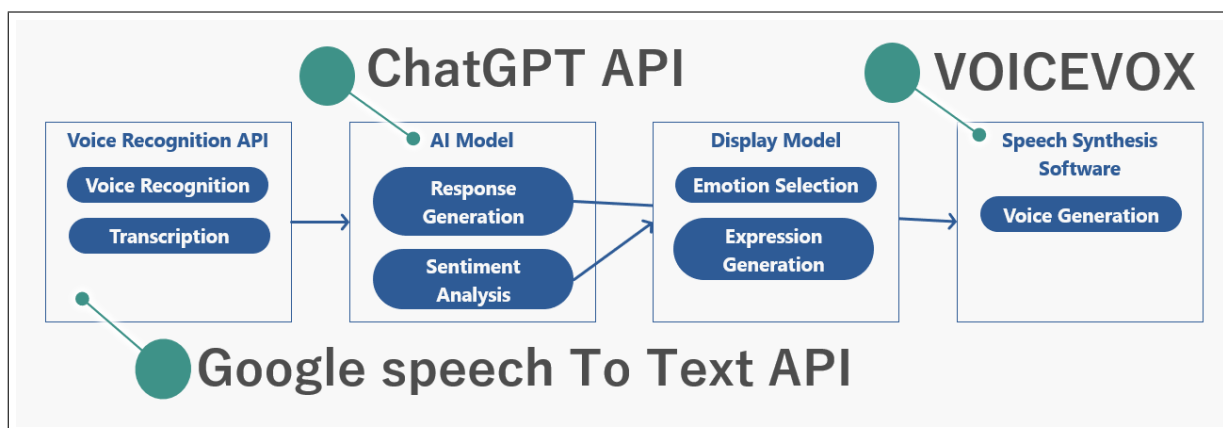 ChatGPT API
VOICEVOX
Voice Recognition API
Voice Recognition
Transcription
AI Model
Response
Generation
Sentiment
Analysis
Display Model
Emotion Selection
Expression
Generation
Speech Synthesis
Software
Voice Generation
Google speech To Text API